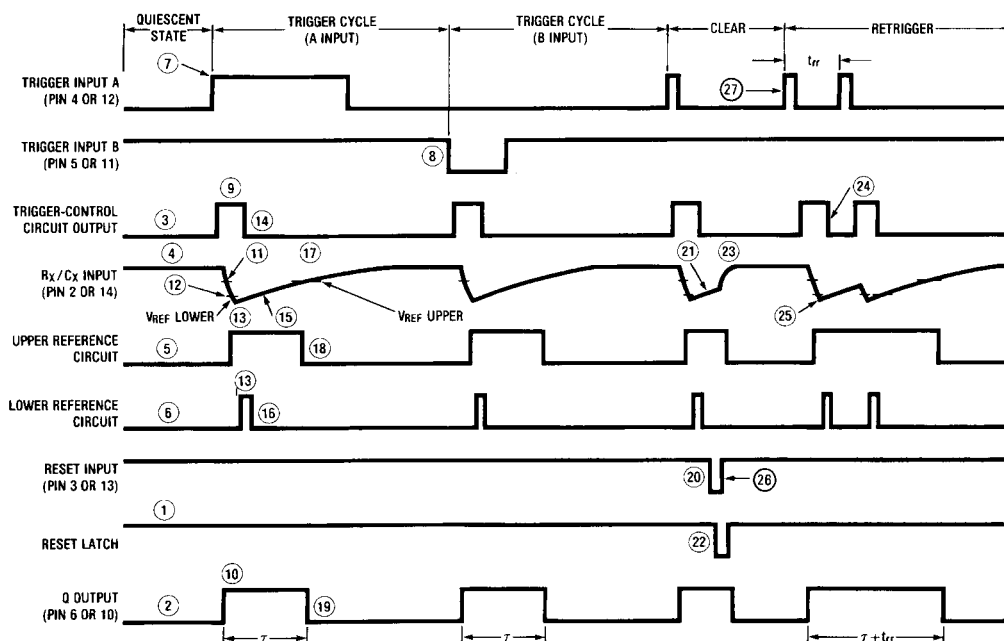 QUIESCENT
STATE
TRIGGER CYCLE
(A INPUT)
TRIGGER CYCLE
(B INPUT)
CLEAR
RETRIGGER
trr
7
27
TRIGGER INPUT A
(PIN 4 OR 12)
TRIGGER INPUT B
(PIN 5 OR 11)
8
9
24
TRIGGER-CONTROL
CIRCUIT OUTPUT
3
14
4
11
17
21
23
RX/CX INPUT
(PIN 2 OR 14)
12
VREF LOWER
13
15
VREF UPPER
25
UPPER REFERENCE
CIRCUIT
5
18
13
LOWER REFERENCE
CIRCUIT
6
16
RESET INPUT
(PIN 3 OR 13)
20
26
1
RESET LATCH
22
10
Q OUTPUT
(PIN 6 OR 10)
2
19
τ
τ
τ + trr